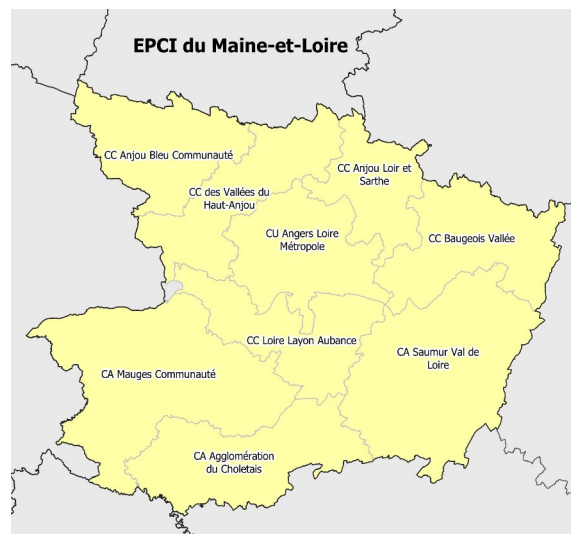 EPCI du Maine-et-Loire
CC Anjou Bleu Communauté
CC Anjou Loir et
Sarthe
CC des Vallées du
Haut-Anjou
CU Angers Loire
Métropole
CC Baugeois Vallée
CC Loire Layon Aubance
CA Saumur Val de
Loire
CA Mauges Communauté
CA Agglomération
du Choletais